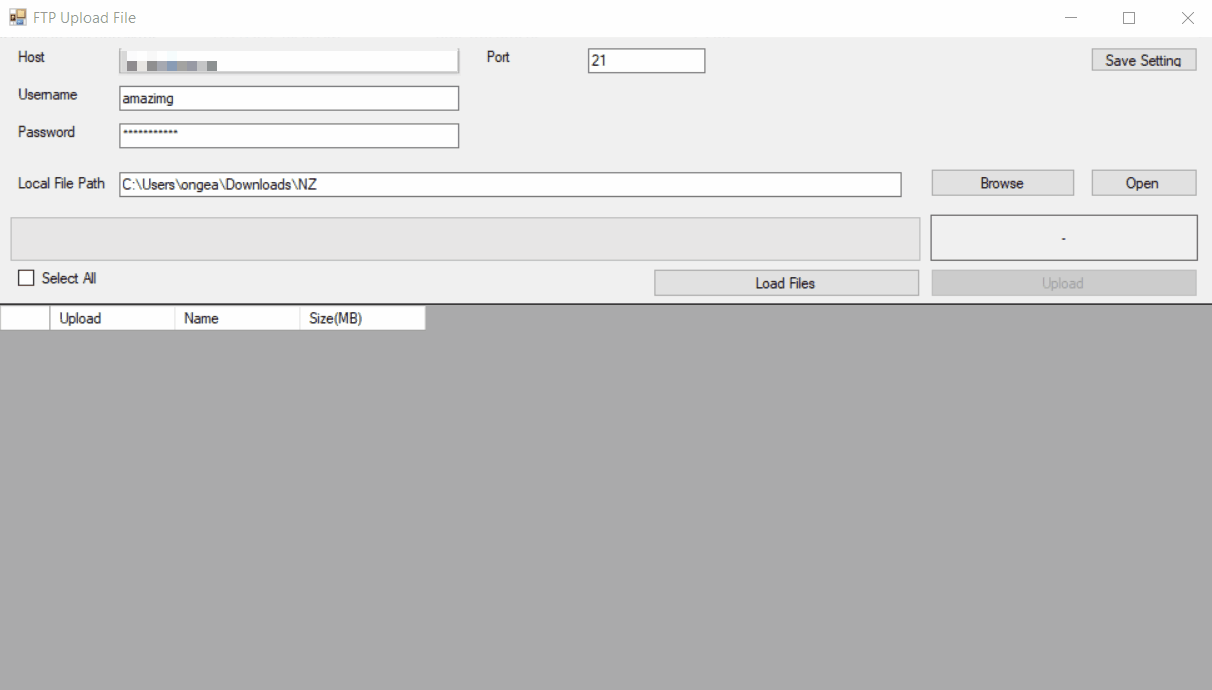 FTP Upload File
Host
Port
21
Save Setting
Username
amazimg
Password
***********
Local File Path
C:\Users\ongea\Downloads\NZ
Browse
Open
-
Select All
Load Files
Upload
Upload
Name
Size(MB)